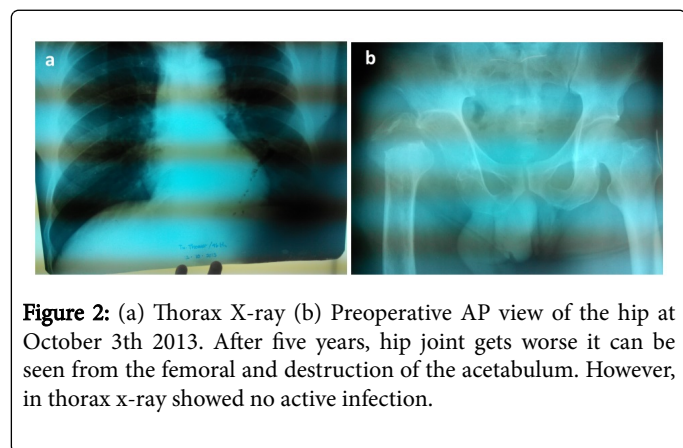 a
b
Figure 2: (a) Thorax X-ray (b) Preoperative AP view of the hip at
October 3th 2013. After five years, hip joint gets worse it can be
seen from the femoral and destruction of the acetabulum. However,
in thorax x-ray showed no active infection.